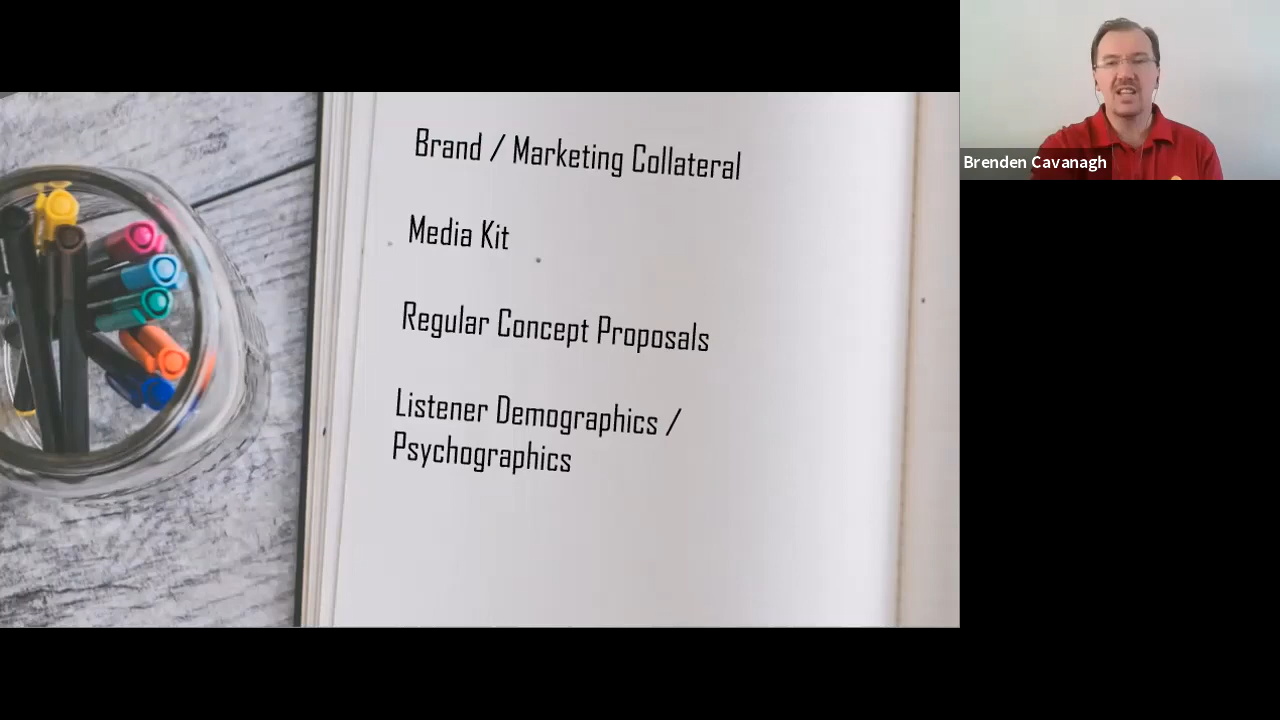 Brand / Marketing Collateral
Media Kit
Regular Concept Proposals
Listener Demographics /
Psychographics
Brenden Cavanagh